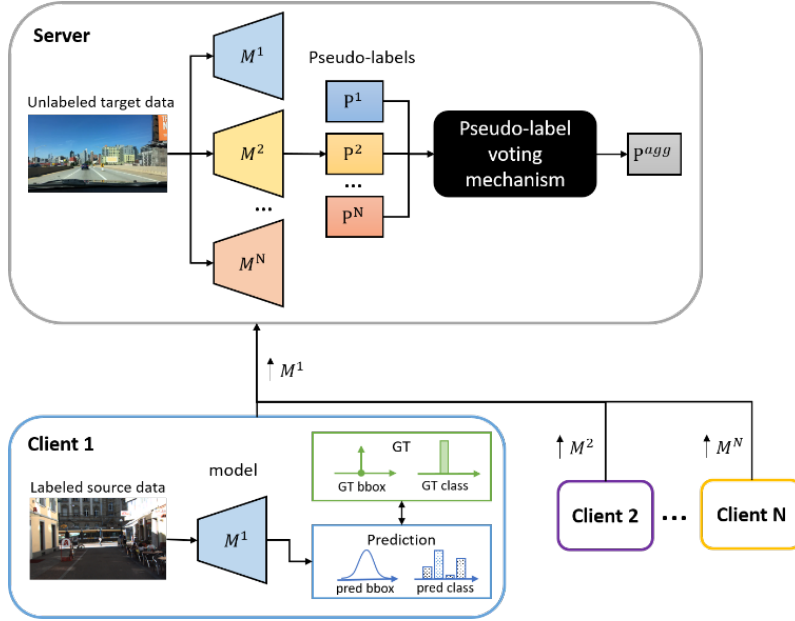 Server
Unlabeled target data
M¹
M²
...
Mᴺ
Pseudo-labels
P¹
P²
...
Pᴺ
Pseudo-label
voting
mechanism
Pᵃᵍᵍ
↑ M¹
↑ M²
↑ Mᴺ
Client 1
Labeled source data
model
M¹
GT
GT bbox
GT class
Prediction
pred bbox
pred class
Client 2
...
Client N